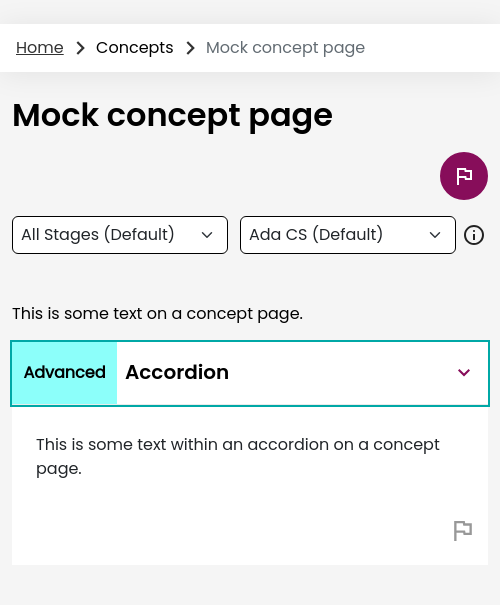 Home Concepts Mock concept page
Mock concept page
All Stages (Default) Ada CS (Default)
This is some text on a concept page.
Advanced Accordion
This is some text within an accordion on a concept
page.